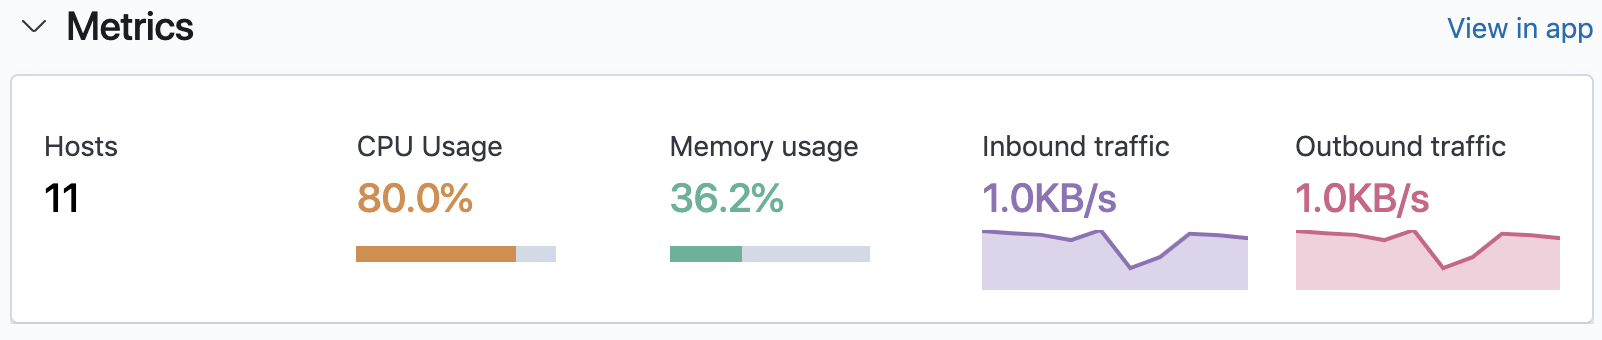 Metrics
View in app
Hosts
11
CPU Usage
80.0%
Memory usage
36.2%
Inbound traffic
1.0KB/s
Outbound traffic
1.0KB/s